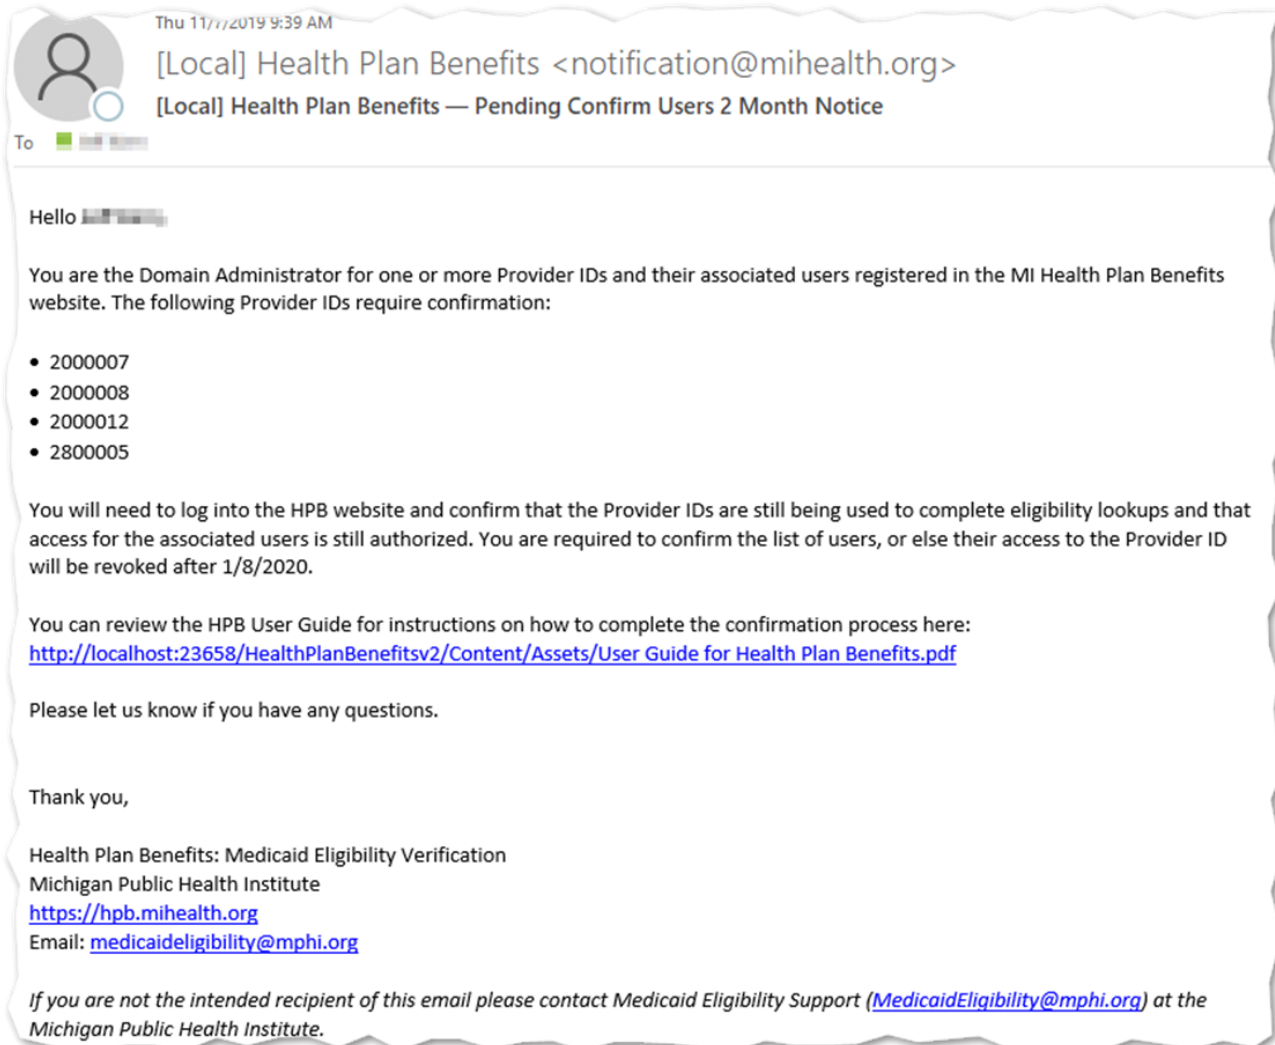 Thu 11/7/2019 9:39 AM
[Local] Health Plan Benefits <notification@mihealth.org>
[Local] Health Plan Benefits — Pending Confirm Users 2 Month Notice
To
Hello
You are the Domain Administrator for one or more Provider IDs and their associated users registered in the MI Health Plan Benefits
website. The following Provider IDs require confirmation:
• 2000007
• 2000008
• 2000012
• 2800005
You will need to log into the HPB website and confirm that the Provider IDs are still being used to complete eligibility lookups and that
access for the associated users is still authorized. You are required to confirm the list of users, or else their access to the Provider ID
will be revoked after 1/8/2020.
You can review the HPB User Guide for instructions on how to complete the confirmation process here:
http://localhost:23658/HealthPlanBenefitsv2/Content/Assets/User Guide for Health Plan Benefits.pdf
Please let us know if you have any questions.
Thank you,
Health Plan Benefits: Medicaid Eligibility Verification
Michigan Public Health Institute
https://hpb.mihealth.org
Email: medicaideligibility@mphi.org
If you are not the intended recipient of this email please contact Medicaid Eligibility Support (MedicaidEligibility@mphi.org) at the
Michigan Public Health Institute.